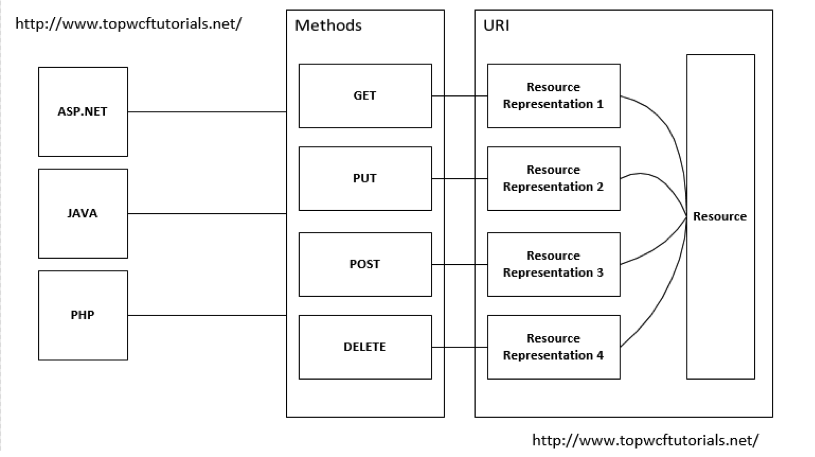 http://www.topwcftutorials.net/
Methods
URI
ASP.NET
JAVA
PHP
GET
PUT
POST
DELETE
Resource
Representation 1
Resource
Representation 2
Resource
Representation 3
Resource
Representation 4
Resource
http://www.topwcftutorials.net/